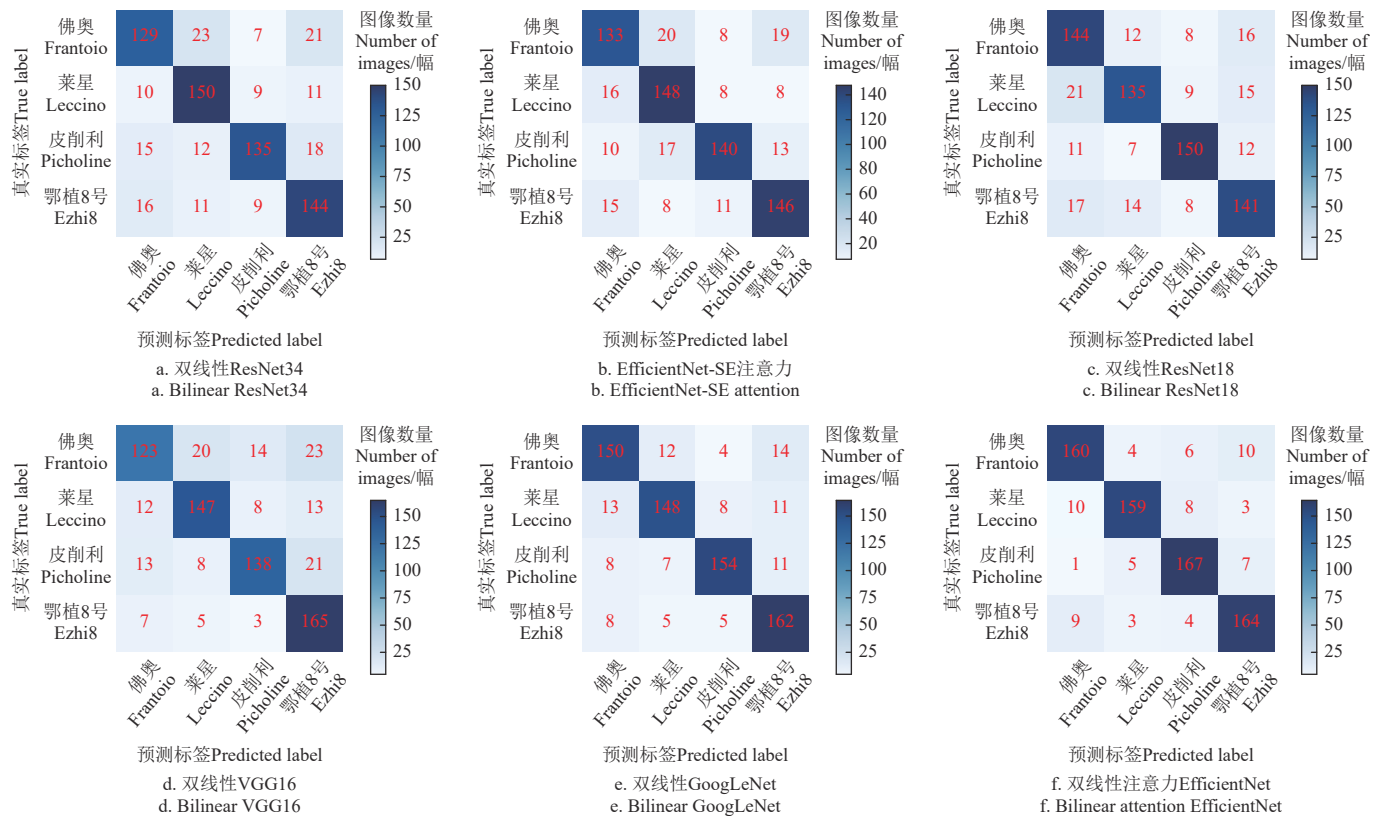 佛奥
Frantoio
莱星
Leccino
皮削利
Picholine
鄂植8号
Ezhi8
真实标签True label
129 23 7 21
10 150 9 11
15 12 135 18
16 11 9 144
图像数量
Number of
images/幅
150
125
100
75
50
25
佛奥
Frantoio
莱星
Leccino
皮削利
Picholine
鄂植8号
Ezhi8
预测标签Predicted label
a. 双线性ResNet34
a. Bilinear ResNet34
佛奥
Frantoio
莱星
Leccino
皮削利
Picholine
鄂植8号
Ezhi8
真实标签True label
133 20 8 19
16 148 8 8
10 17 140 13
15 8 11 146
图像数量
Number of
images/幅
140
120
100
80
60
40
20
佛奥
Frantoio
莱星
Leccino
皮削利
Picholine
鄂植8号
Ezhi8
预测标签Predicted label
b. EfficientNet-SE注意力
b. EfficientNet-SE attention
佛奥
Frantoio
莱星
Leccino
皮削利
Picholine
鄂植8号
Ezhi8
真实标签True label
144 12 8 16
21 135 9 15
11 7 150 12
17 14 8 141
图像数量
Number of
images/幅
150
125
100
75
50
25
佛奥
Frantoio
莱星
Leccino
皮削利
Picholine
鄂植8号
Ezhi8
预测标签Predicted label
c. 双线性ResNet18
c. Bilinear ResNet18
佛奥
Frantoio
莱星
Leccino
皮削利
Picholine
鄂植8号
Ezhi8
真实标签True label
123 20 14 23
12 147 8 13
13 8 138 21
7 5 3 165
图像数量
Number of
images/幅
150
125
100
75
50
25
佛奥
Frantoio
莱星
Leccino
皮削利
Picholine
鄂植8号
Ezhi8
预测标签Predicted label
d. 双线性VGG16
d. Bilinear VGG16
佛奥
Frantoio
莱星
Leccino
皮削利
Picholine
鄂植8号
Ezhi8
真实标签True label
150 12 4 14
13 148 8 11
8 7 154 11
8 5 5 162
图像数量
Number of
images/幅
150
125
100
75
50
25
佛奥
Frantoio
莱星
Leccino
皮削利
Picholine
鄂植8号
Ezhi8
预测标签Predicted label
e. 双线性GoogLeNet
e. Bilinear GoogLeNet
佛奥
Frantoio
莱星
Leccino
皮削利
Picholine
鄂植8号
Ezhi8
真实标签True label
160 4 6 10
10 159 8 3
1 5 167 7
9 3 4 164
图像数量
Number of
images/幅
150
125
100
75
50
25
佛奥
Frantoio
莱星
Leccino
皮削利
Picholine
鄂植8号
Ezhi8
预测标签Predicted label
f. 双线性注意力EfficientNet
f. Bilinear attention EfficientNet